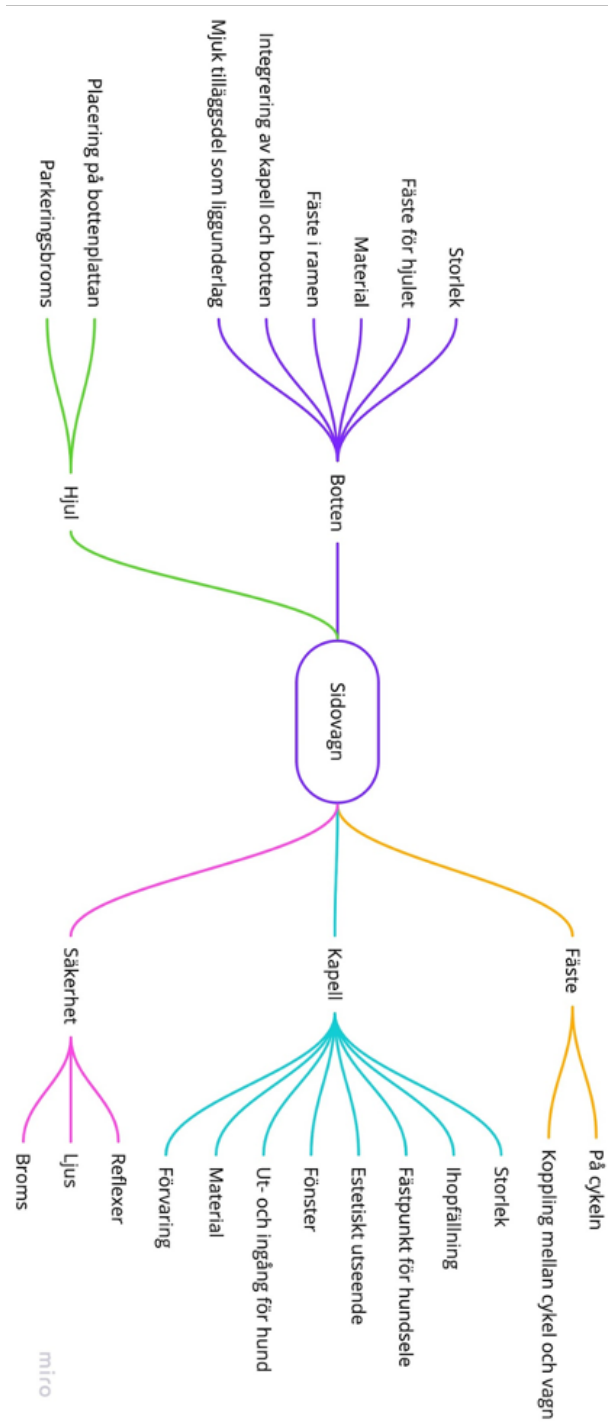 Storlek
Fäste för hjulet
Material
Fäste i ramen
Integrering av kapell och botten
Mjuk tilläggsdel som liggunderlag
Botten
Placering på bottenplattan
Parkeringsbroms
Hjul
Sidovagn
Fäste
På cykeln
Koppling mellan cykel och vagn
Kapell
Storlek
Ihopfällning
Fästpunkt för hundsele
Estetiskt utseende
Fönster
Ut- och ingång för hund
Material
Förvaring
Säkerhet
Reflexer
Ljus
Broms
miro